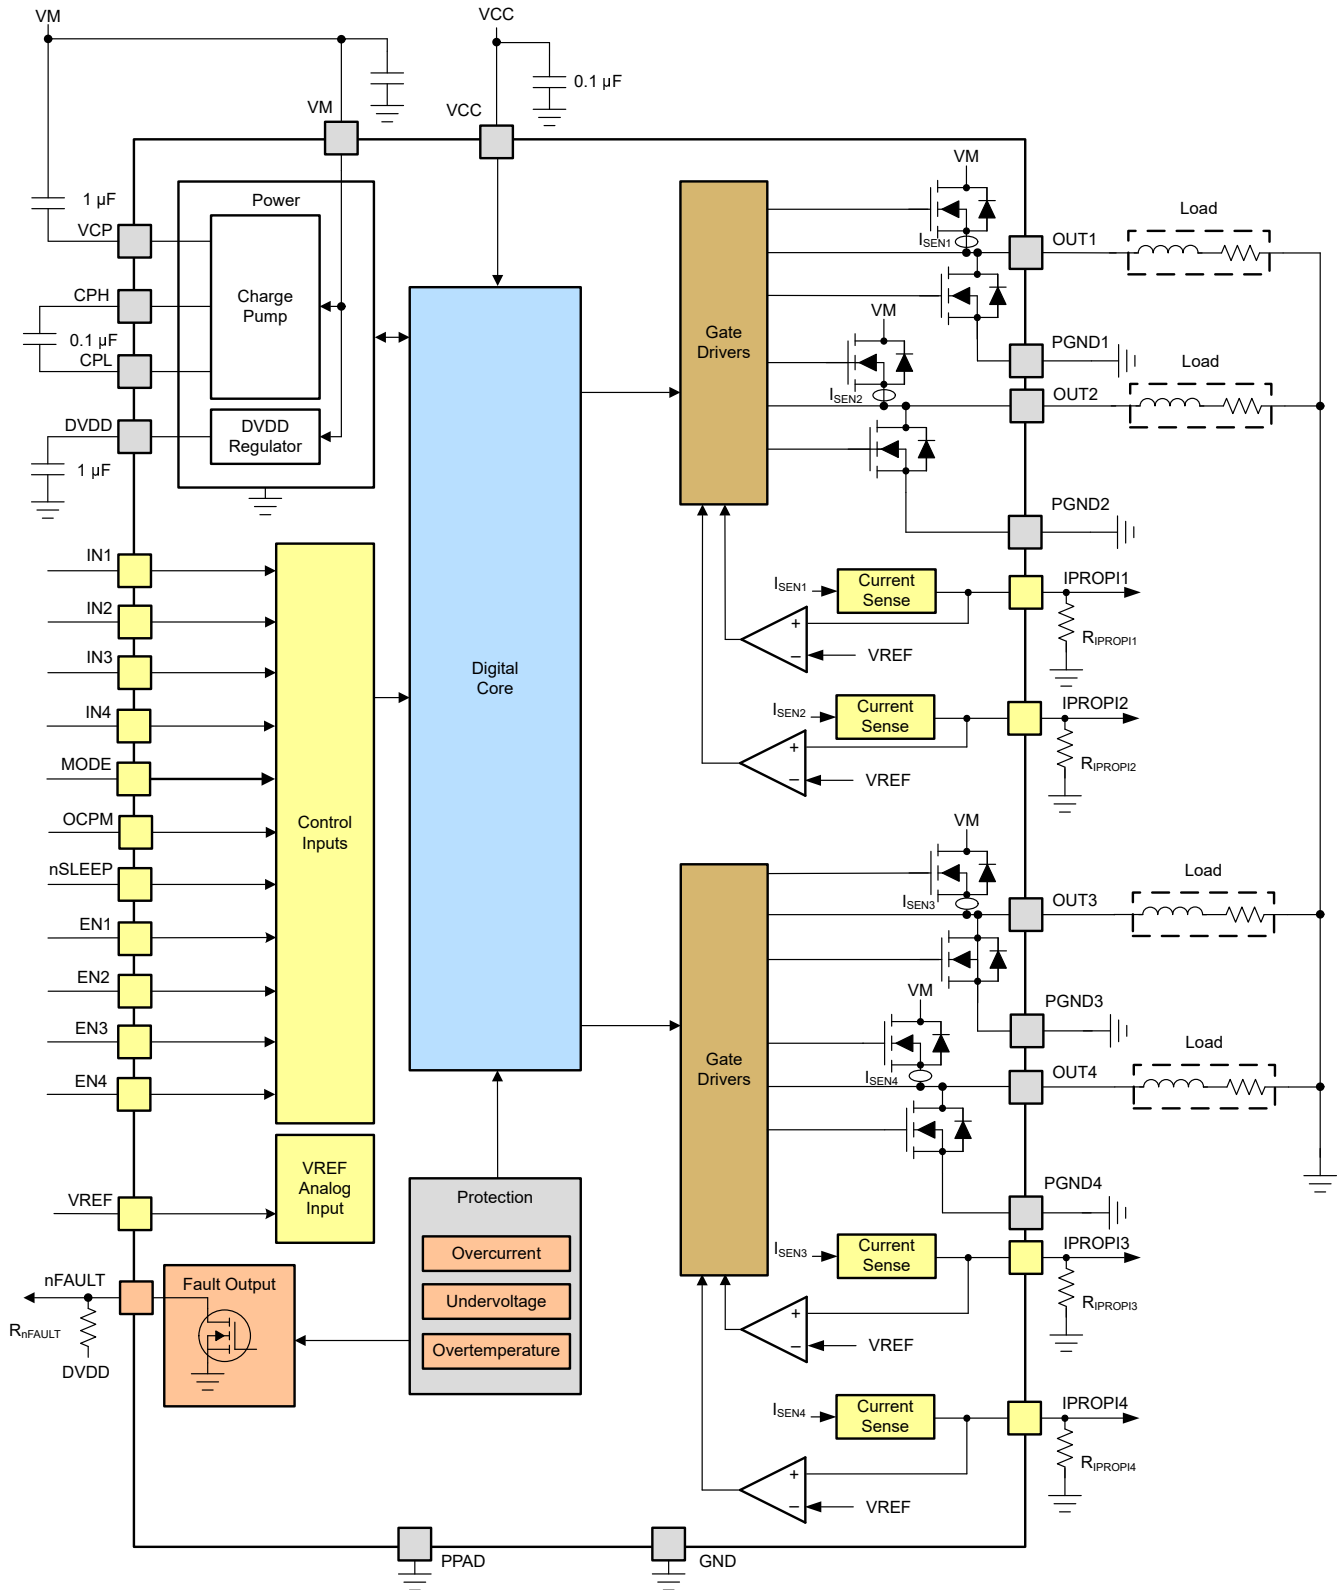 VM
VCC
0.1 µF
VM
VCC
1 µF
VCP
Power
Charge
Pump
CPH
0.1 µF
CPL
DVDD
DVDD
Regulator
1 µF
IN1
IN2
IN3
IN4
MODE
OCPM
nSLEEP
EN1
EN2
EN3
EN4
Control
Inputs
VREF
VREF
Analog
Input
nFAULT
Fault Output
RnFAULT
DVDD
Digital
Core
Protection
Overcurrent
Undervoltage
Overtemperature
PPAD
GND
Gate
Drivers
VM
ISEN1
OUT1
Load
VM
PGND1
ISEN2
OUT2
Load
PGND2
ISEN1
Current
Sense
IPROPI1
+
–
VREF
RIPROPI1
ISEN2
Current
Sense
IPROPI2
+
–
VREF
RIPROPI2
Gate
Drivers
VM
ISEN3
OUT3
Load
VM
PGND3
ISEN4
OUT4
Load
PGND4
ISEN3
Current
Sense
IPROPI3
+
–
VREF
RIPROPI3
ISEN4
Current
Sense
IPROPI4
+
–
VREF
RIPROPI4